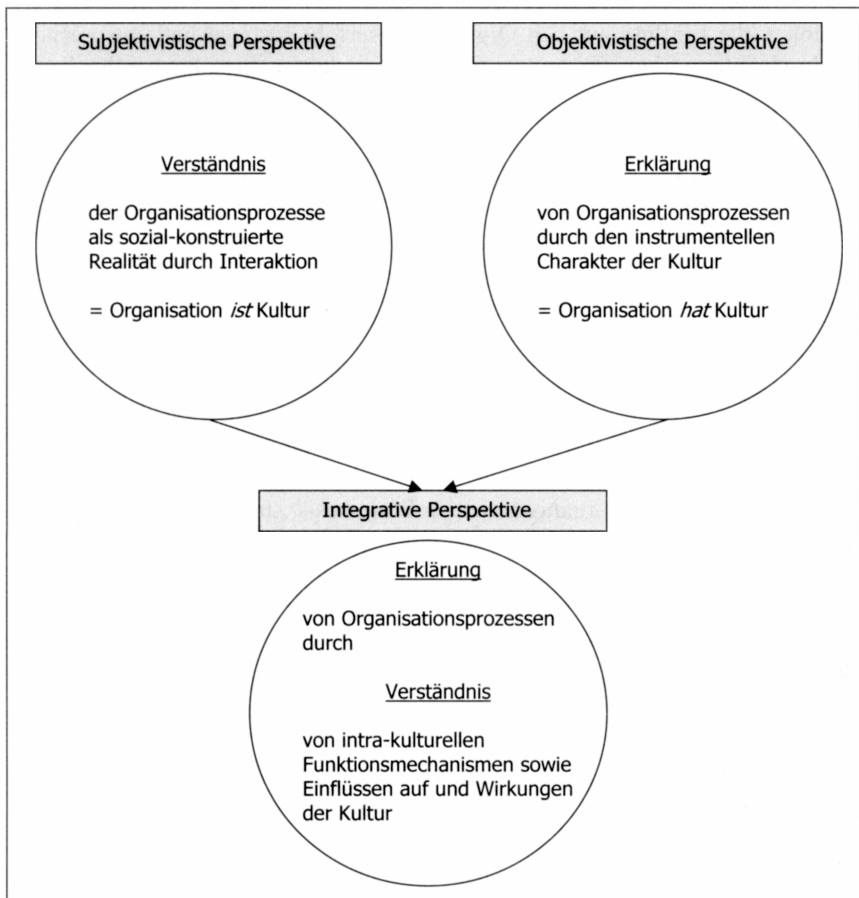 Subjektivistische Perspektive
Objektivistische Perspektive
Verständnis
der Organisationsprozesse
als sozial-konstruierte
Realität durch Interaktion
= Organisation ist Kultur
Erklärung
von Organisationsprozessen
durch den instrumentellen
Charakter der Kultur
= Organisation hat Kultur
Integrative Perspektive
Erklärung
von Organisationsprozessen
durch
Verständnis
von intra-kulturellen
Funktionsmechanismen sowie
Einflüssen auf und Wirkungen
der Kultur